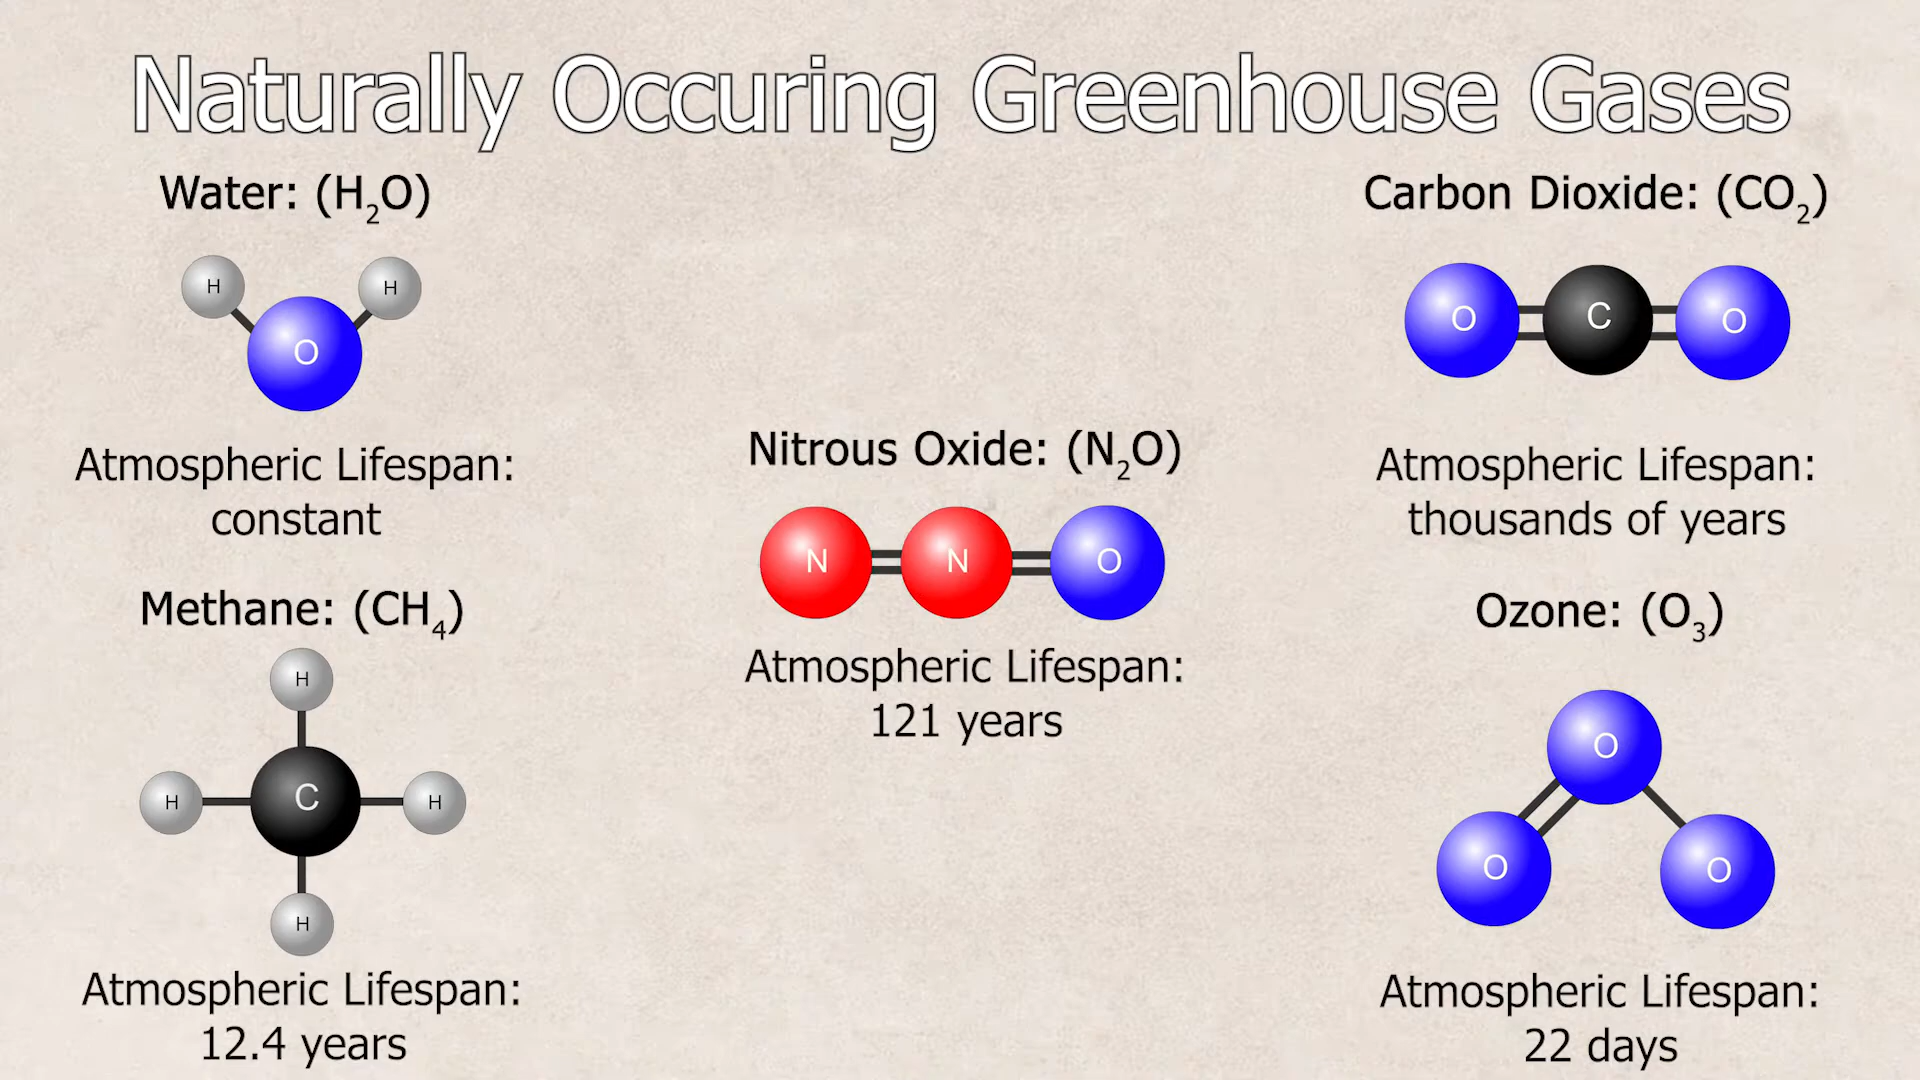 Naturally Occuring Greenhouse Gases
Water: (H₂O)
H H
O
Atmospheric Lifespan:
constant
Methane: (CH₄)
H
H C H
H
Atmospheric Lifespan:
12.4 years
Nitrous Oxide: (N₂O)
N N O
Atmospheric Lifespan:
121 years
Carbon Dioxide: (CO₂)
O C O
Atmospheric Lifespan:
thousands of years
Ozone: (O₃)
O
O O
Atmospheric Lifespan:
22 days